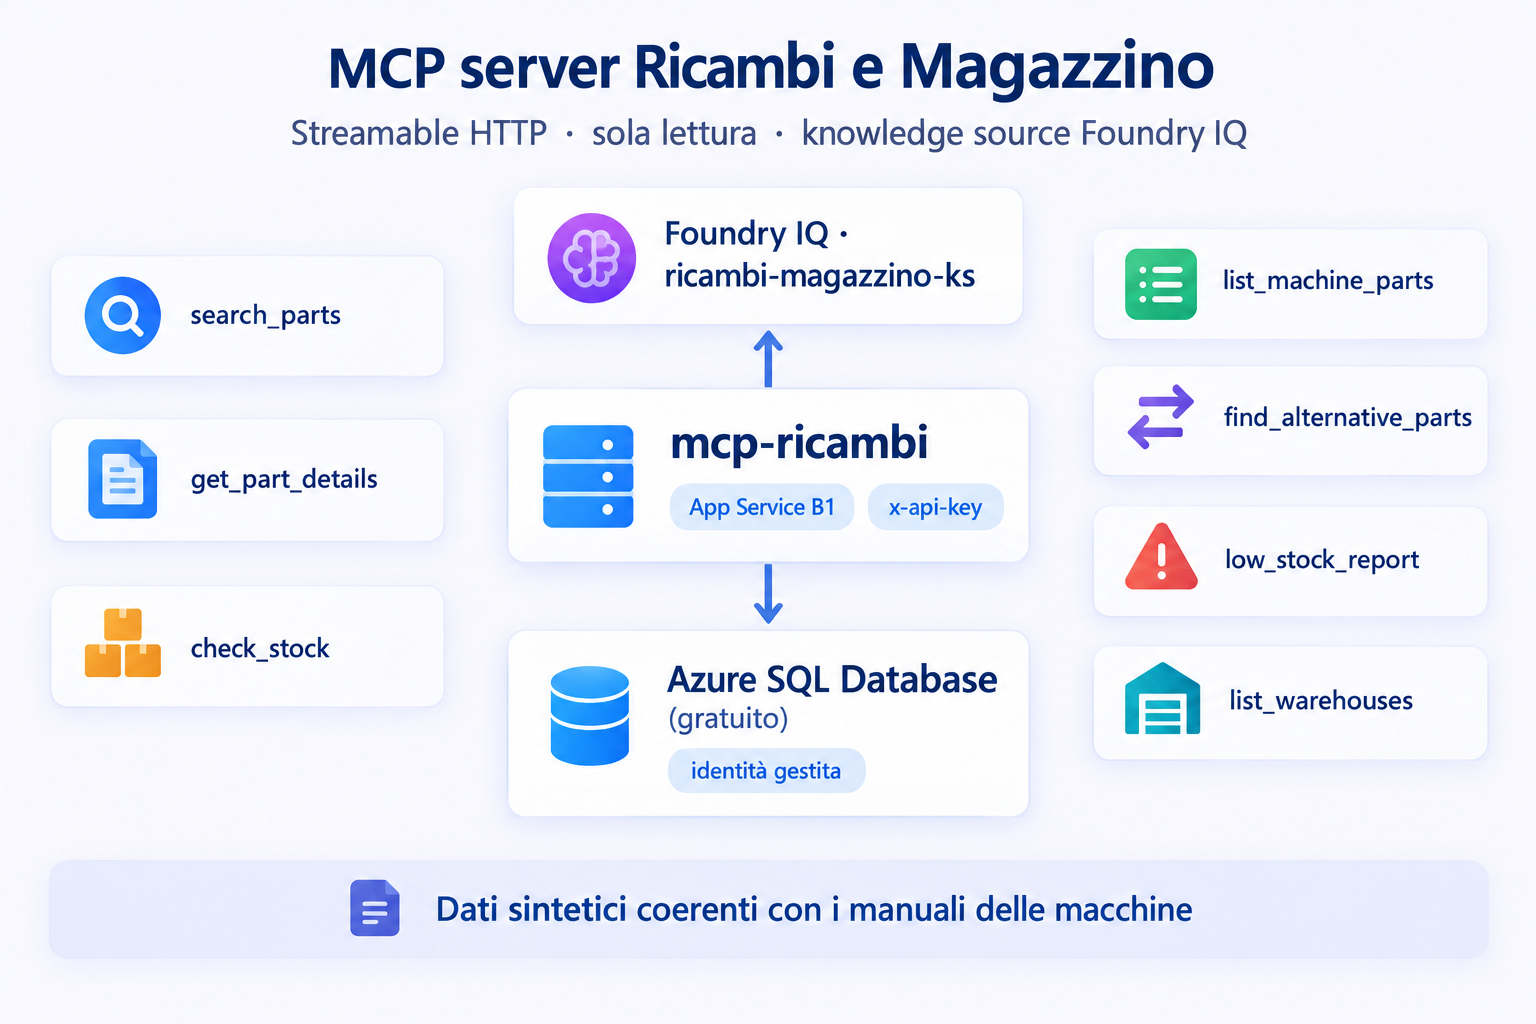 MCP server Ricambi e Magazzino
Streamable HTTP · sola lettura · knowledge source Foundry IQ
Foundry IQ ·
ricambi-magazzino-ks
search_parts
get_part_details
check_stock
mcp-ricambi
App Service B1
x-api-key
Azure SQL Database
(gratuito)
identità gestita
list_machine_parts
find_alternative_parts
low_stock_report
list_warehouses
Dati sintetici coerenti con i manuali delle macchine